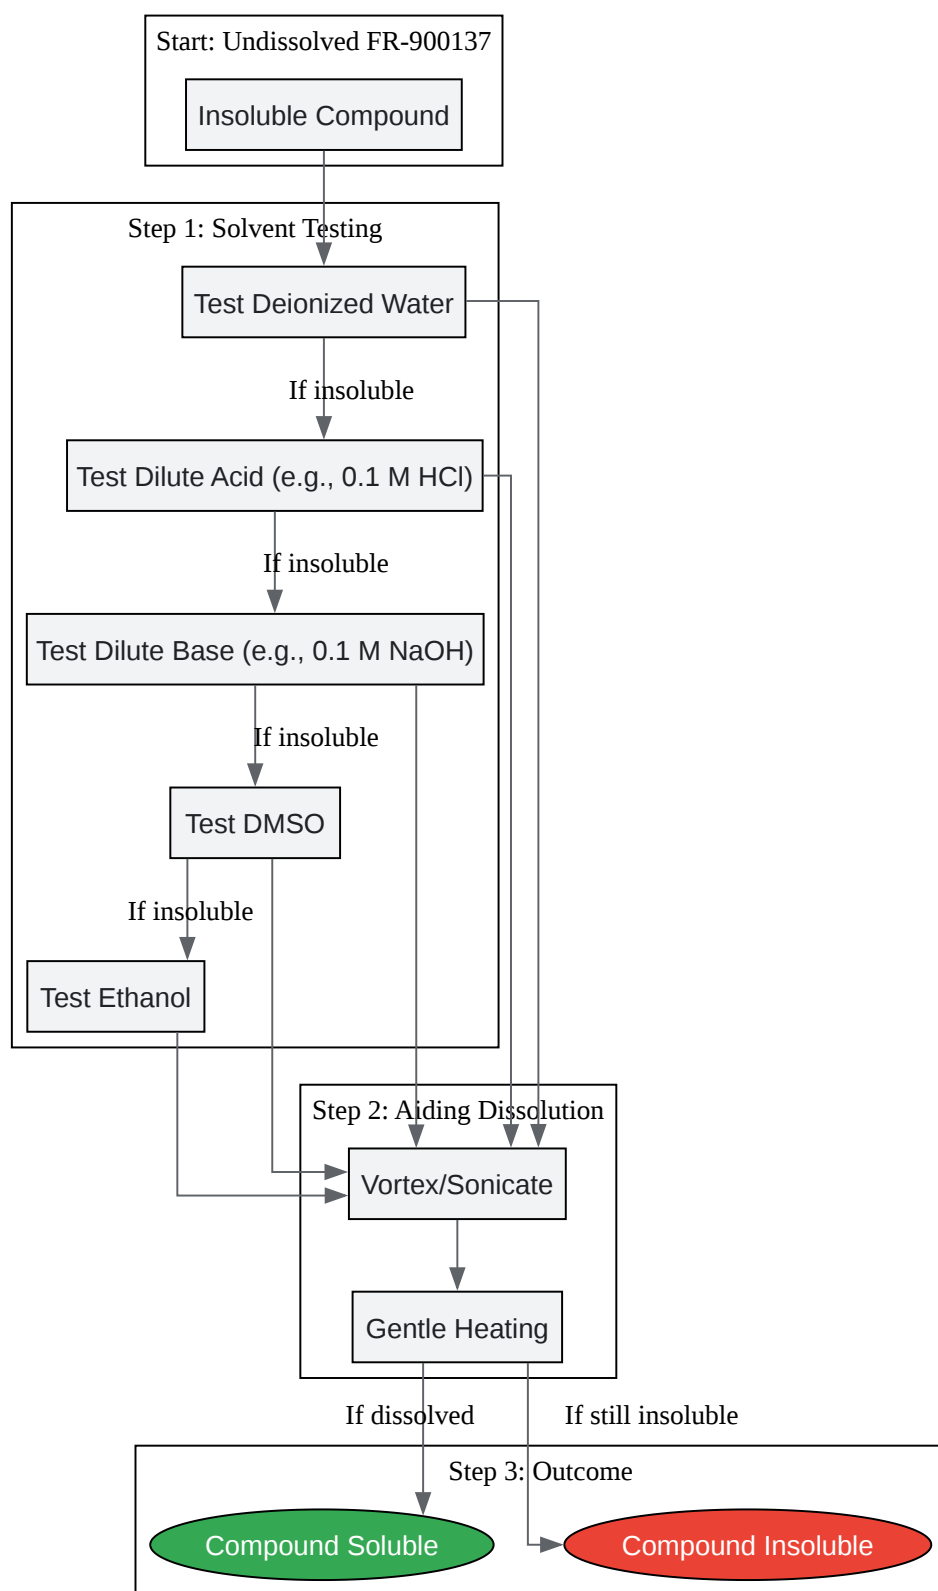 Start: Undissolved FR-900137
Insoluble Compound
Step 1: Solvent Testing
Test Deionized Water
If insoluble
Test Dilute Acid (e.g., 0.1 M HCl)
If insoluble
Test Dilute Base (e.g., 0.1 M NaOH)
If insoluble
Test DMSO
If insoluble
Test Ethanol
Step 2: Aiding Dissolution
Vortex/Sonicate
Gentle Heating
If dissolved
If still insoluble
Step 3: Outcome
Compound Soluble
Compound Insoluble